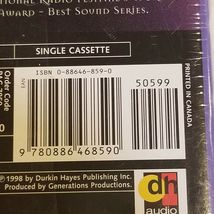 AWARD - BEST SOUND SERIES.
SINGLE CASSETTE
ISBN 0-88646-859-0
50599
EAN
Order Code
PRINTED IN CANADA
9 780886 468590
dh
audio
©1998 by Durkin Hayes Publishing Inc.
Produced by Generations Productions.